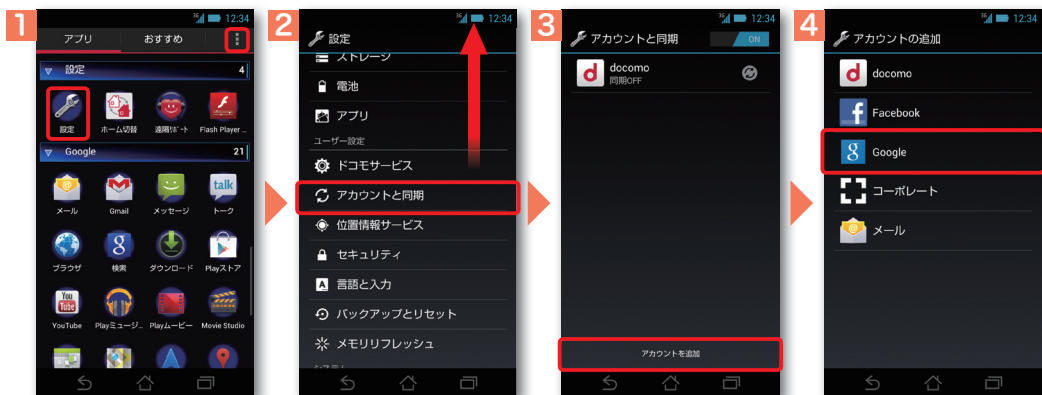 1
3G 12:34
アプリ おすすめ
設定 4
設定 ホーム切替 遠隔ｻﾎﾟｰﾄ Flash Player ...
Google 21
メール Gmail メッセージ トーク
talk
ブラウザ 検索 ダウンロード Playストア
You
Tube
YouTube Playミュージ... Playムービー Movie Studio
2
3G 12:34
設定
ストレージ
電池
アプリ
ユーザー設定
ドコモサービス
アカウントと同期
位置情報サービス
セキュリティ
A 言語と入力
バックアップとリセット
メモリリフレッシュ
システム
3
3G 12:34
アカウントと同期 ON
d docomo
同期OFF
アカウントを追加
4
3G 12:34
アカウントの追加
d docomo
f Facebook
g Google
コーポレート
メール